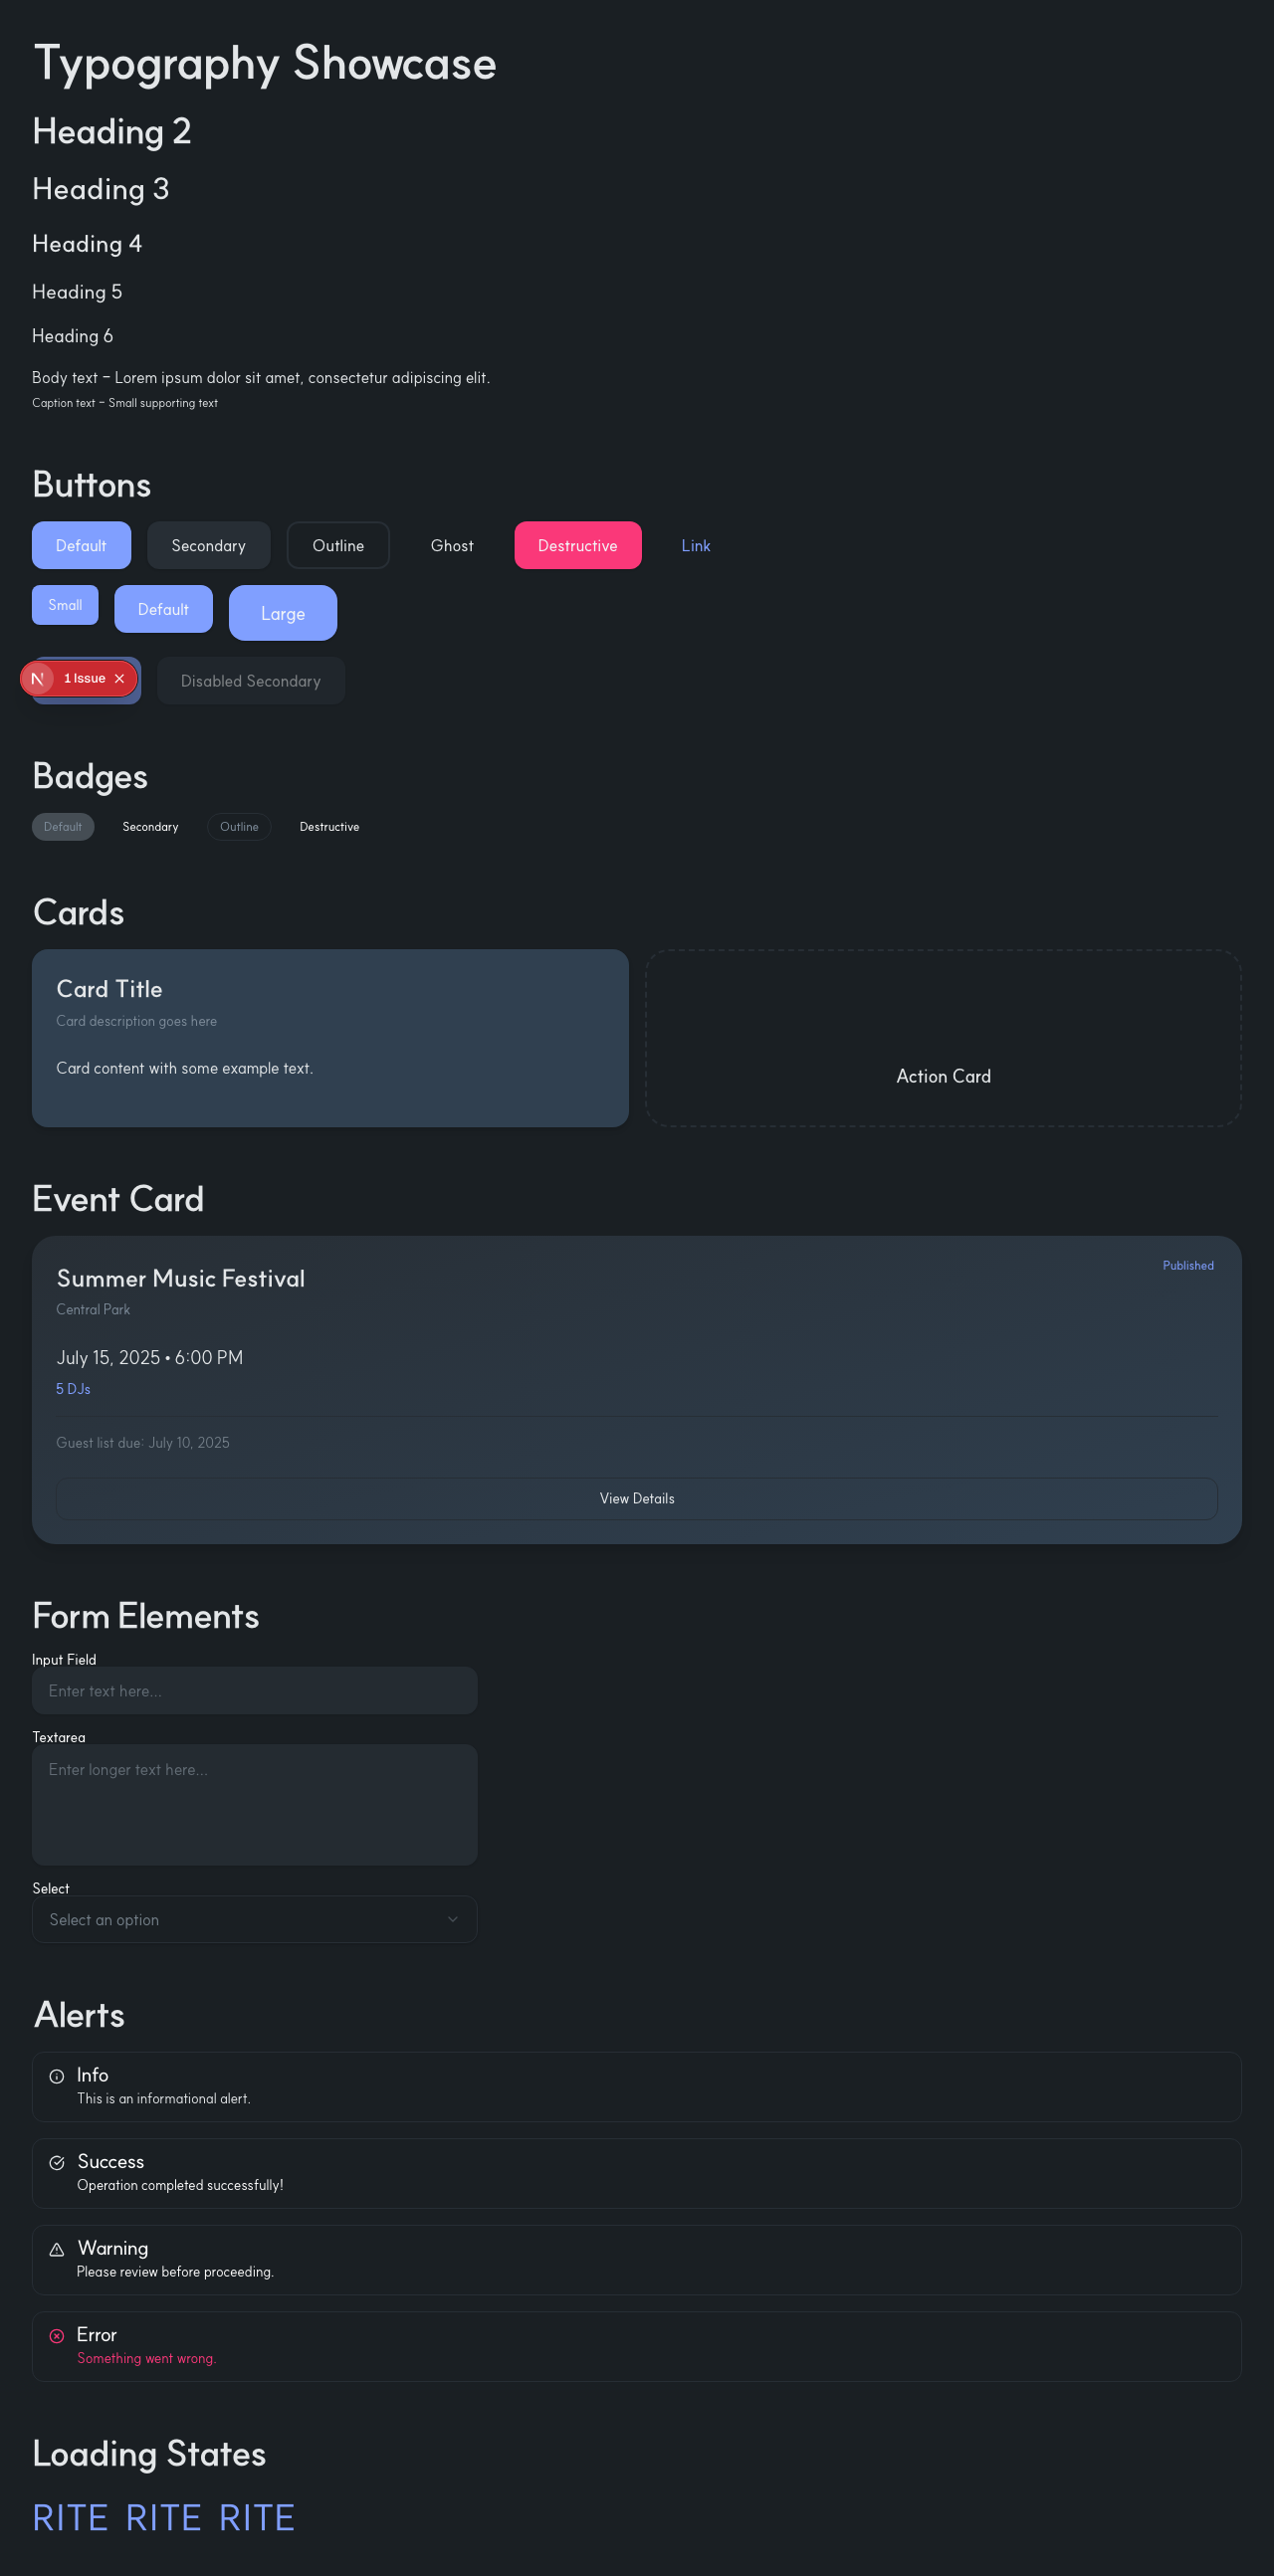 Typography Showcase
Heading 2
Heading 3
Heading 4
Heading 5
Heading 6
Body text - Lorem ipsum dolor sit amet, consectetur adipiscing elit.
Caption text - Small supporting text
Buttons
Default Secondary Outline Ghost Destructive Link
Small Default Large
1 Issue Disabled Secondary
Badges
Default Secondary Outline Destructive
Cards
Card Title
Card description goes here
Card content with some example text.
Action Card
Event Card
Summer Music Festival
Published
Central Park
July 15, 2025 • 6:00 PM
5 DJs
Guest list due: July 10, 2025
View Details
Form Elements
Input Field
Enter text here...
Textarea
Enter longer text here...
Select
Select an option
Alerts
Info
This is an informational alert.
Success
Operation completed successfully!
Warning
Please review before proceeding.
Error
Something went wrong.
Loading States
RITE RITE RITE